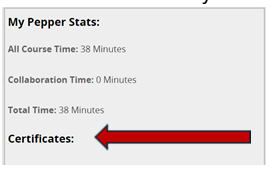 My Pepper Stats:
All Course Time: 38 Minutes
Collaboration Time: 0 Minutes
Total Time: 38 Minutes
Certificates: